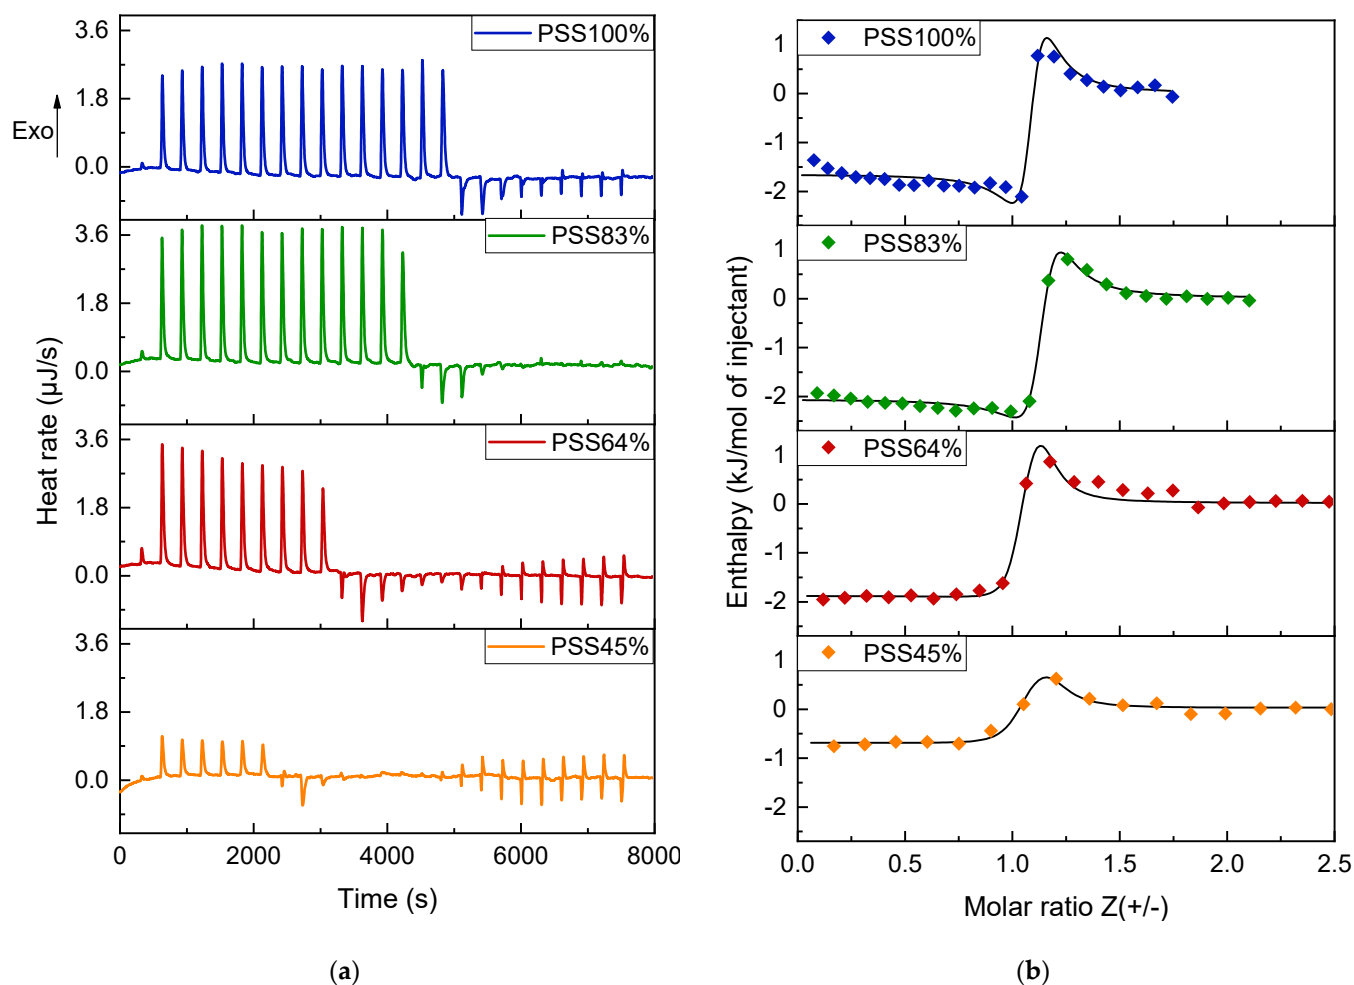 PSS100%
3.6
1.8
0.0
Exo
PSS83%
3.6
1.8
0.0
PSS64%
3.6
1.8
0.0
PSS45%
3.6
1.8
0.0
Heat rate (µJ/s)
0 2000 4000 6000 8000
Time (s)
(a)
PSS100%
1
0
-1
-2
PSS83%
1
0
-1
-2
PSS64%
1
0
-1
-2
PSS45%
1
0
-1
-2
Enthalpy (kJ/mol of injectant)
0.0 0.5 1.0 1.5 2.0 2.5
Molar ratio Z(+/-)
(b)